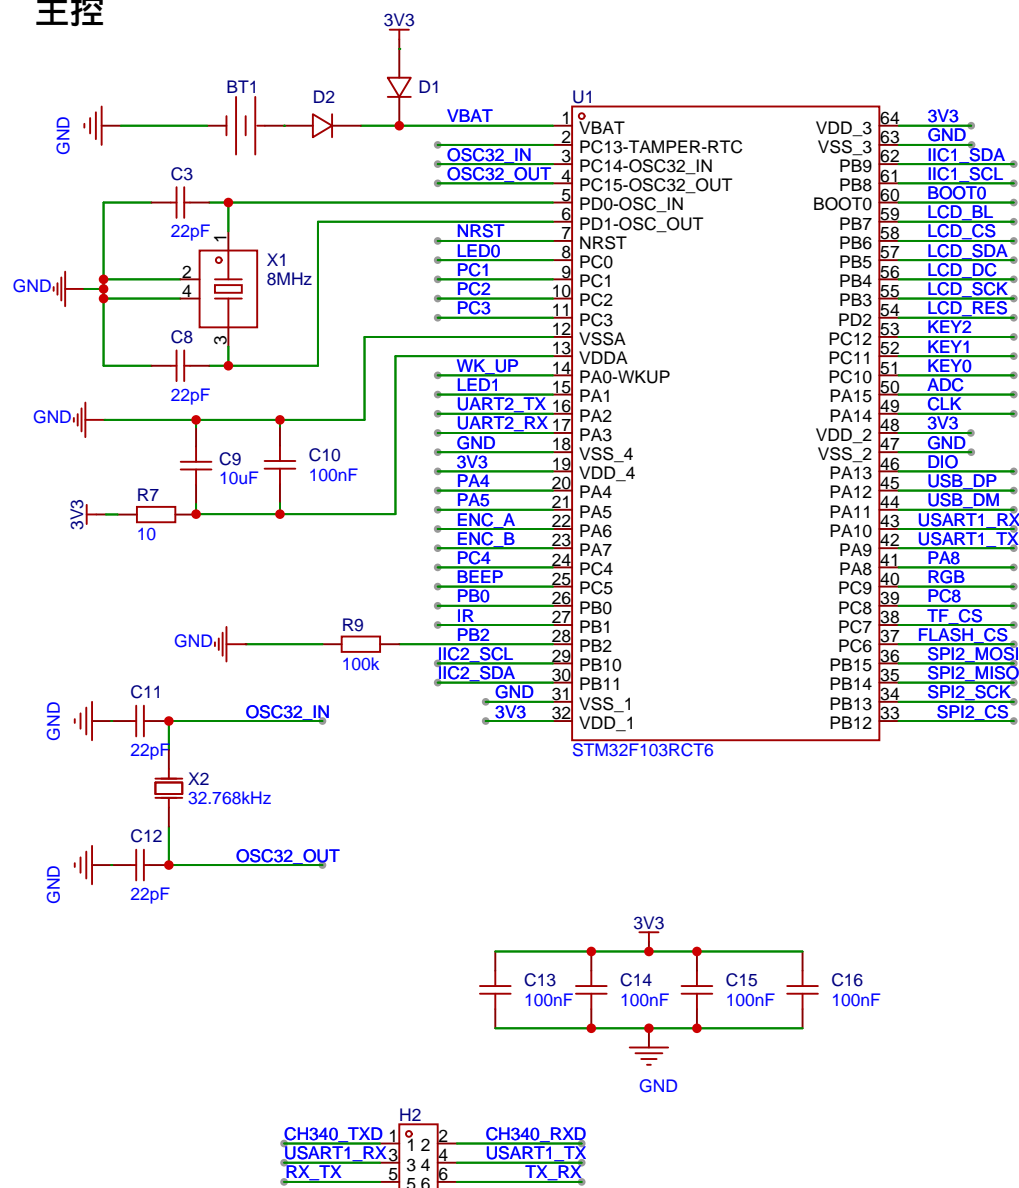 主控
3V3
BT1
D2
D1
GND
VBAT
U1
1
VBAT
64
VDD_3
3V3
2
PC13-TAMPER-RTC
63
VSS_3
GND
OSC32_IN
3
PC14-OSC32_IN
62
PB9
IIC1_SDA
OSC32_OUT
4
PC15-OSC32_OUT
61
PB8
IIC1_SCL
5
PD0-OSC_IN
60
BOOT0
BOOT0
6
PD1-OSC_OUT
59
PB7
LCD_BL
NRST
7
NRST
58
PB6
LCD_CS
LED0
8
PC0
57
PB5
LCD_SDA
PC1
9
PC1
56
PB4
LCD_DC
PC2
10
PC2
55
PB3
LCD_SCK
PC3
11
PC3
54
PD2
LCD_RES
12
VSSA
53
PC12
KEY2
13
VDDA
52
PC11
KEY1
WK_UP
14
PA0-WKUP
51
PC10
KEY0
LED1
15
PA1
50
PA15
ADC
UART2_TX
16
PA2
49
PA14
CLK
UART2_RX
17
PA3
48
VDD_2
3V3
GND
18
VSS_4
47
VSS_2
GND
3V3
19
VDD_4
46
PA13
DIO
PA4
20
PA4
45
PA12
USB_DP
PA5
21
PA5
44
PA11
USB_DM
ENC_A
22
PA6
43
PA10
USART1_RX
ENC_B
23
PA7
42
PA9
USART1_TX
PC4
24
PC4
41
PA8
PA8
BEEP
25
PC5
40
PC9
RGB
PB0
26
PB0
39
PC8
PC8
IR
27
PB1
38
PC7
TF_CS
PB2
28
PB2
37
PC6
FLASH_CS
IIC2_SCL
29
PB10
36
PB15
SPI2_MOSI
IIC2_SDA
30
PB11
35
PB14
SPI2_MISO
GND
31
VSS_1
34
PB13
SPI2_SCK
3V3
32
VDD_1
33
PB12
SPI2_CS
STM32F103RCT6
C3
22pF
1
X1
8MHz
2
4
3
GND
C8
22pF
GND
C9
10uF
C10
100nF
3V3
R7
10
GND
R9
100k
C11
22pF
GND
OSC32_IN
X2
32.768kHz
C12
22pF
GND
OSC32_OUT
3V3
C13
100nF
C14
100nF
C15
100nF
C16
100nF
GND
H2
CH340_TXD
1
1 2
2
CH340_RXD
USART1_RX
3
3 4
4
USART1_TX
RX_TX
5
5 6
6
TX_RX